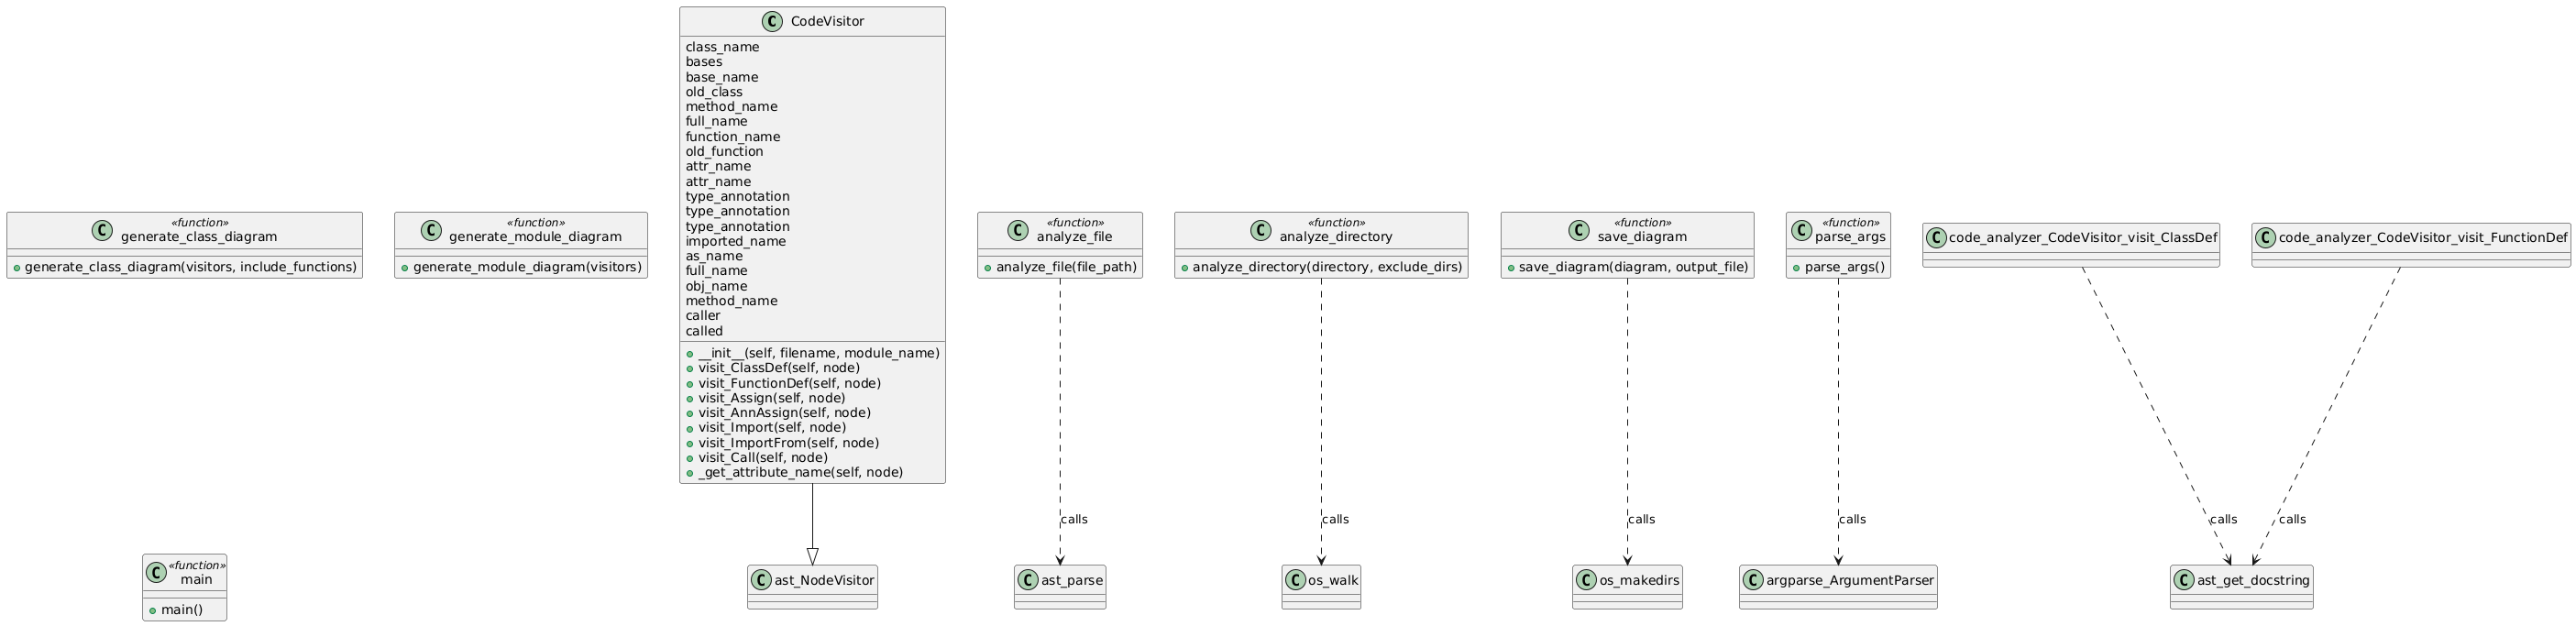 C CodeVisitor
class_name
bases
base_name
old_class
method_name
full_name
function_name
old_function
attr_name
attr_name
type_annotation
type_annotation
type_annotation
imported_name
as_name
full_name
obj_name
method_name
caller
called
__init__(self, filename, module_name)
visit_ClassDef(self, node)
visit_FunctionDef(self, node)
visit_Assign(self, node)
visit_AnnAssign(self, node)
visit_Import(self, node)
visit_ImportFrom(self, node)
visit_Call(self, node)
_get_attribute_name(self, node)
«function»
C generate_class_diagram
generate_class_diagram(visitors, include_functions)
«function»
C generate_module_diagram
generate_module_diagram(visitors)
«function»
C analyze_file
analyze_file(file_path)
«function»
C analyze_directory
analyze_directory(directory, exclude_dirs)
«function»
C save_diagram
save_diagram(diagram, output_file)
«function»
C parse_args
parse_args()
C code_analyzer_CodeVisitor_visit_ClassDef
C code_analyzer_CodeVisitor_visit_FunctionDef
calls
calls
calls
calls
calls
calls
«function»
C main
main()
C ast_NodeVisitor
C ast_parse
C os_walk
C os_makedirs
C argparse_ArgumentParser
C ast_get_docstring